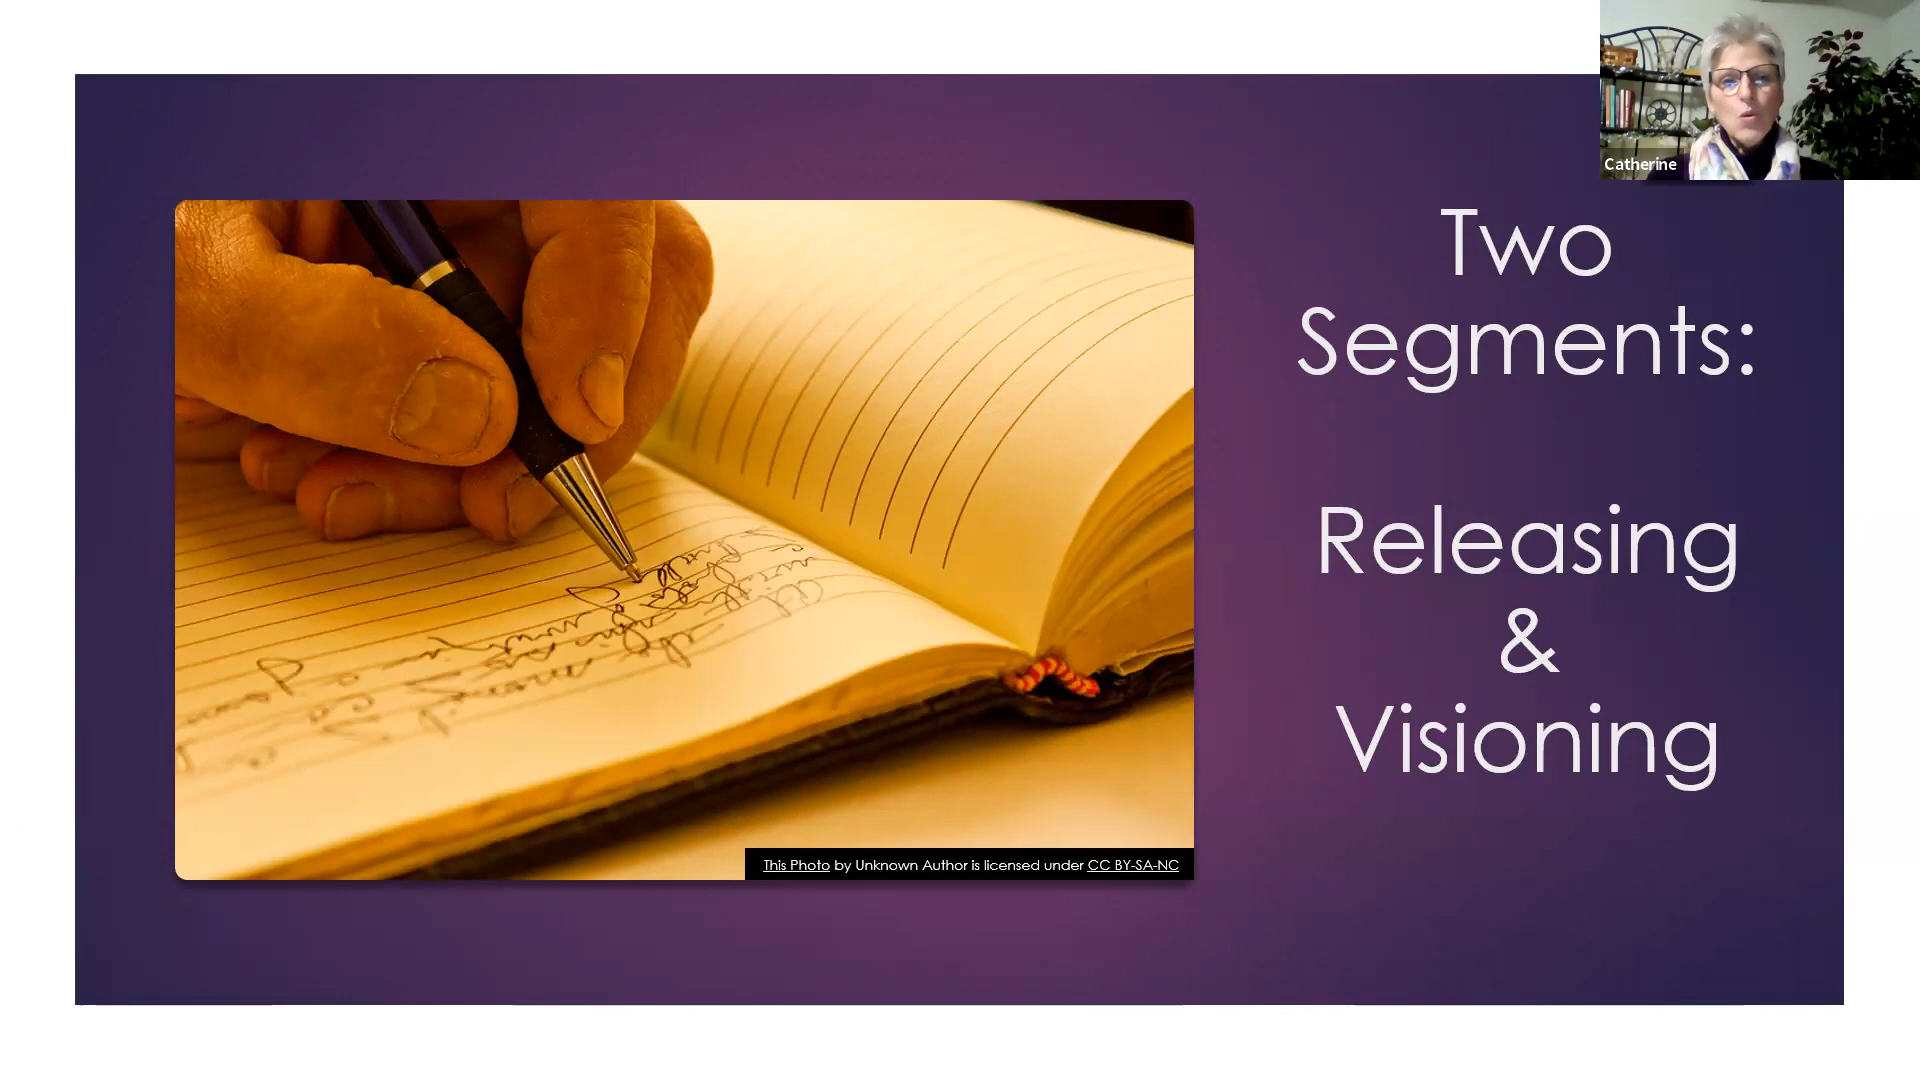 Catherine
Two
Segments:
Releasing
&
Visioning
This Photo by Unknown Author is licensed under CC BY-SA-NC